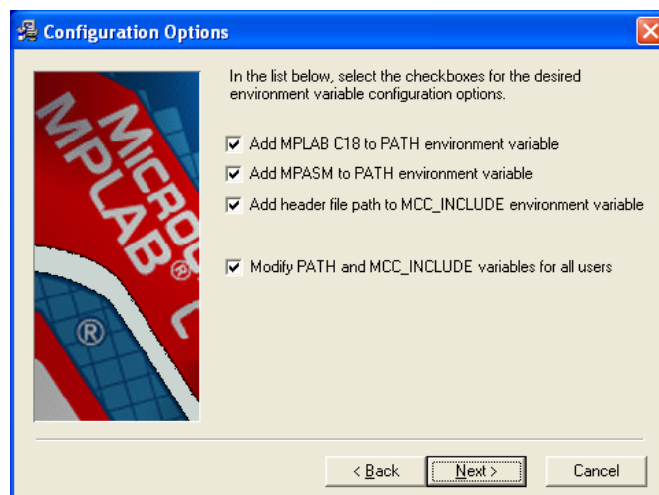 Configuration Options
In the list below, select the checkboxes for the desired
environment variable configuration options.
Add MPLAB C18 to PATH environment variable
Add MPASM to PATH environment variable
Add header file path to MCC_INCLUDE environment variable
Modify PATH and MCC_INCLUDE variables for all users
MPLAB®
®
< Back
Next >
Cancel